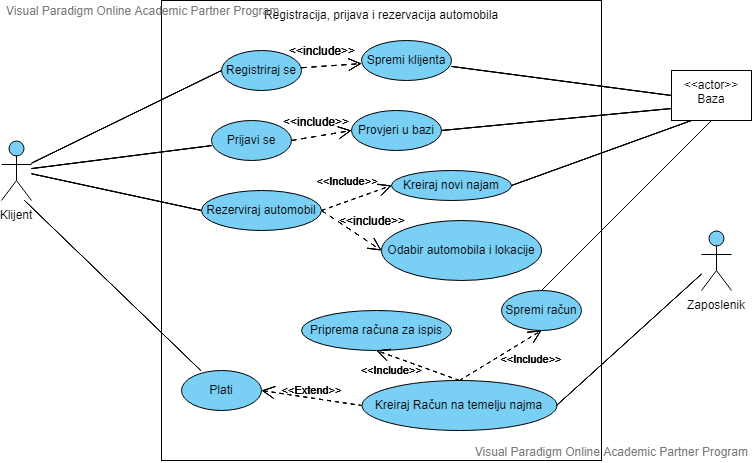 Visual Paradigm Online Academic Partner Program
Registracija, prijava i rezervacija automobila
Registriraj se
<<include>>
Spremi klijenta
<<actor>>
Baza
Prijavi se
<<include>>
Provjeri u bazi
Klijent
Rezerviraj automobil
<<Include>>
Kreiraj novi najam
<<include>>
Odabir automobila i lokacije
Zaposlenik
Spremi račun
Priprema računa za ispis
<<Include>>
<<Include>>
Plati
<<Extend>>
Kreiraj Račun na temelju najma
Visual Paradigm Online Academic Partner Program